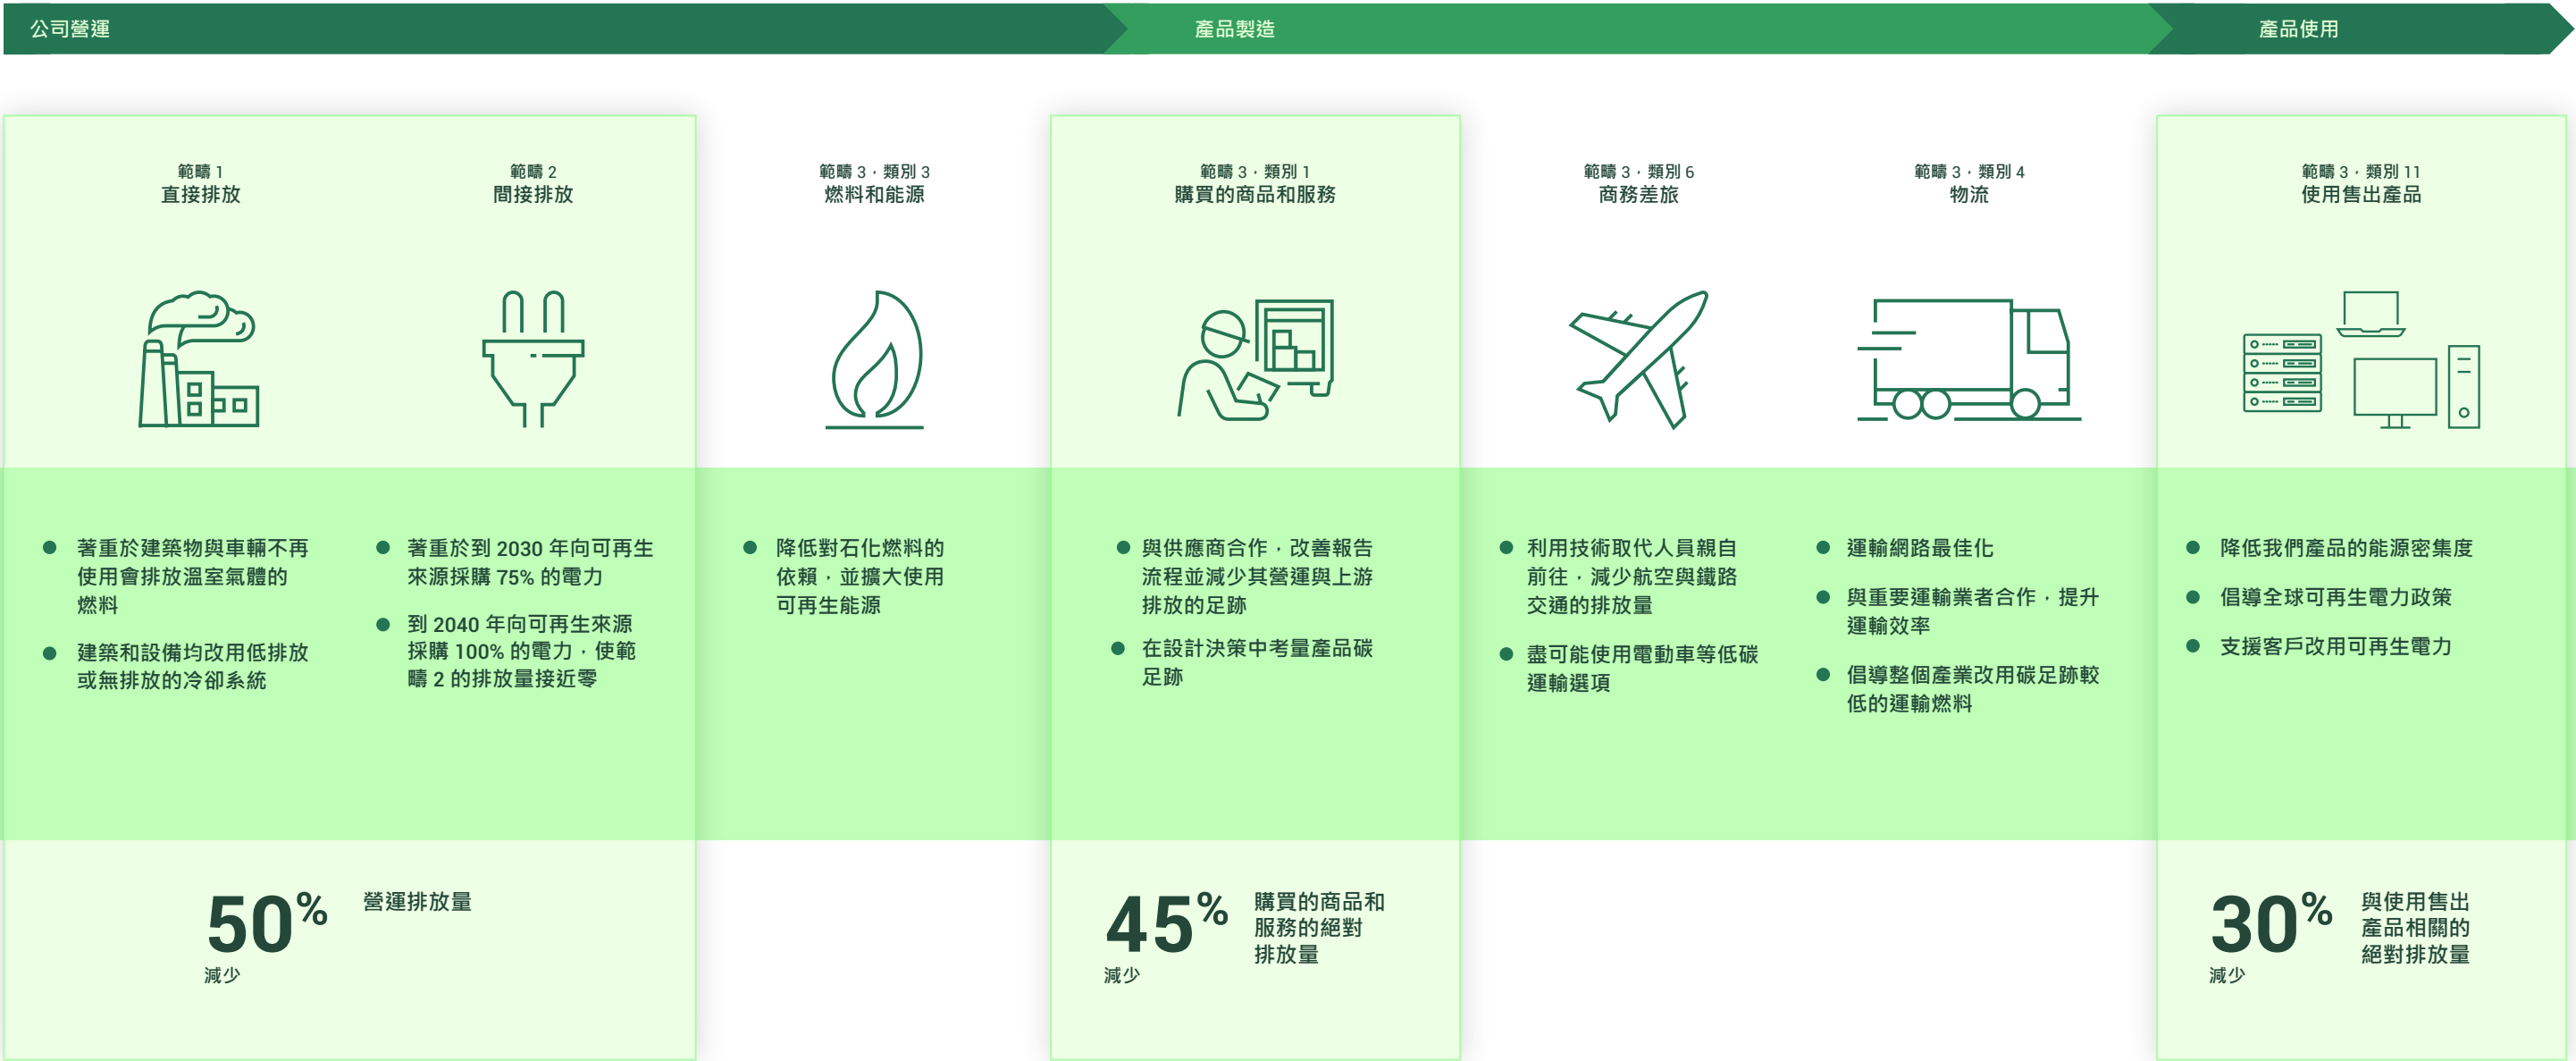 公司營運
產品製造
產品使用
範疇 1
直接排放
範疇 2
間接排放
範疇 3，類別 3
燃料和能源
範疇 3，類別 1
購買的商品和服務
範疇 3，類別 6
商務差旅
範疇 3，類別 4
物流
範疇 3，類別 11
使用售出產品
著重於建築物與車輛不再
使用會排放溫室氣體的
燃料
建築和設備均改用低排放
或無排放的冷卻系統
著重於到 2030 年向可再生
來源採購 75% 的電力
到 2040 年向可再生來源
採購 100% 的電力，使範
疇 2 的排放量接近零
降低對石化燃料的
依賴，並擴大使用
可再生能源
與供應商合作，改善報告
流程並減少其營運與上游
排放的足跡
在設計決策中考量產品碳
足跡
利用技術取代人員親自
前往，減少航空與鐵路
交通的排放量
盡可能使用電動車等低碳
運輸選項
運輸網路最佳化
與重要運輸業者合作，提升
運輸效率
倡導整個產業改用碳足跡較
低的運輸燃料
降低我們產品的能源密集度
倡導全球可再生電力政策
支援客戶改用可再生電力
50%
減少
營運排放量
45%
減少
購買的商品和
服務的絕對
排放量
30%
減少
與使用售出
產品相關的
絕對排放量